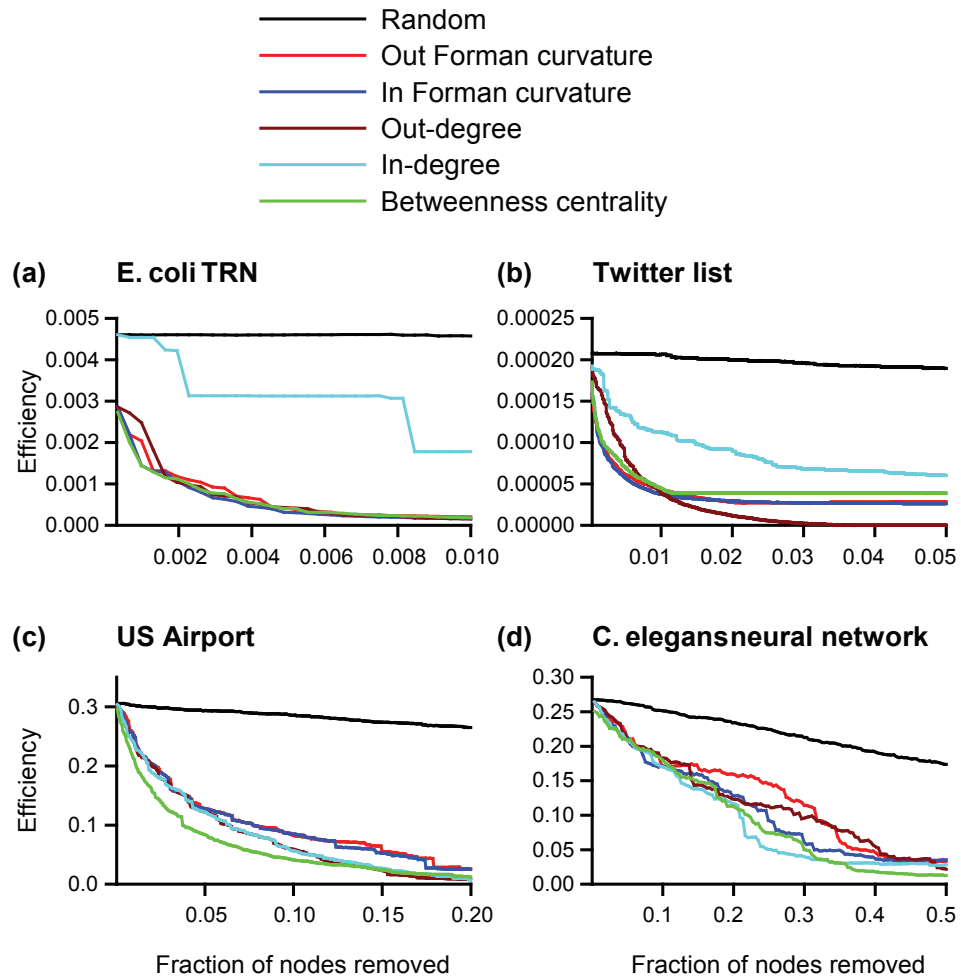 Random
Out Forman curvature
In Forman curvature
Out-degree
In-degree
Betweenness centrality
(a) E. coli TRN
(b) Twitter list
Efficiency
0.005
0.004
0.003
0.002
0.001
0.000
0.002 0.004 0.006 0.008 0.010
0.00025
0.00020
0.00015
0.00010
0.00005
0.00000
0.01 0.02 0.03 0.04 0.05
(c) US Airport
(d) C. elegansneural network
Efficiency
0.3
0.2
0.1
0.0
0.05 0.10 0.15 0.20
Fraction of nodes removed
0.30
0.25
0.20
0.15
0.10
0.05
0.00
0.1 0.2 0.3 0.4 0.5
Fraction of nodes removed